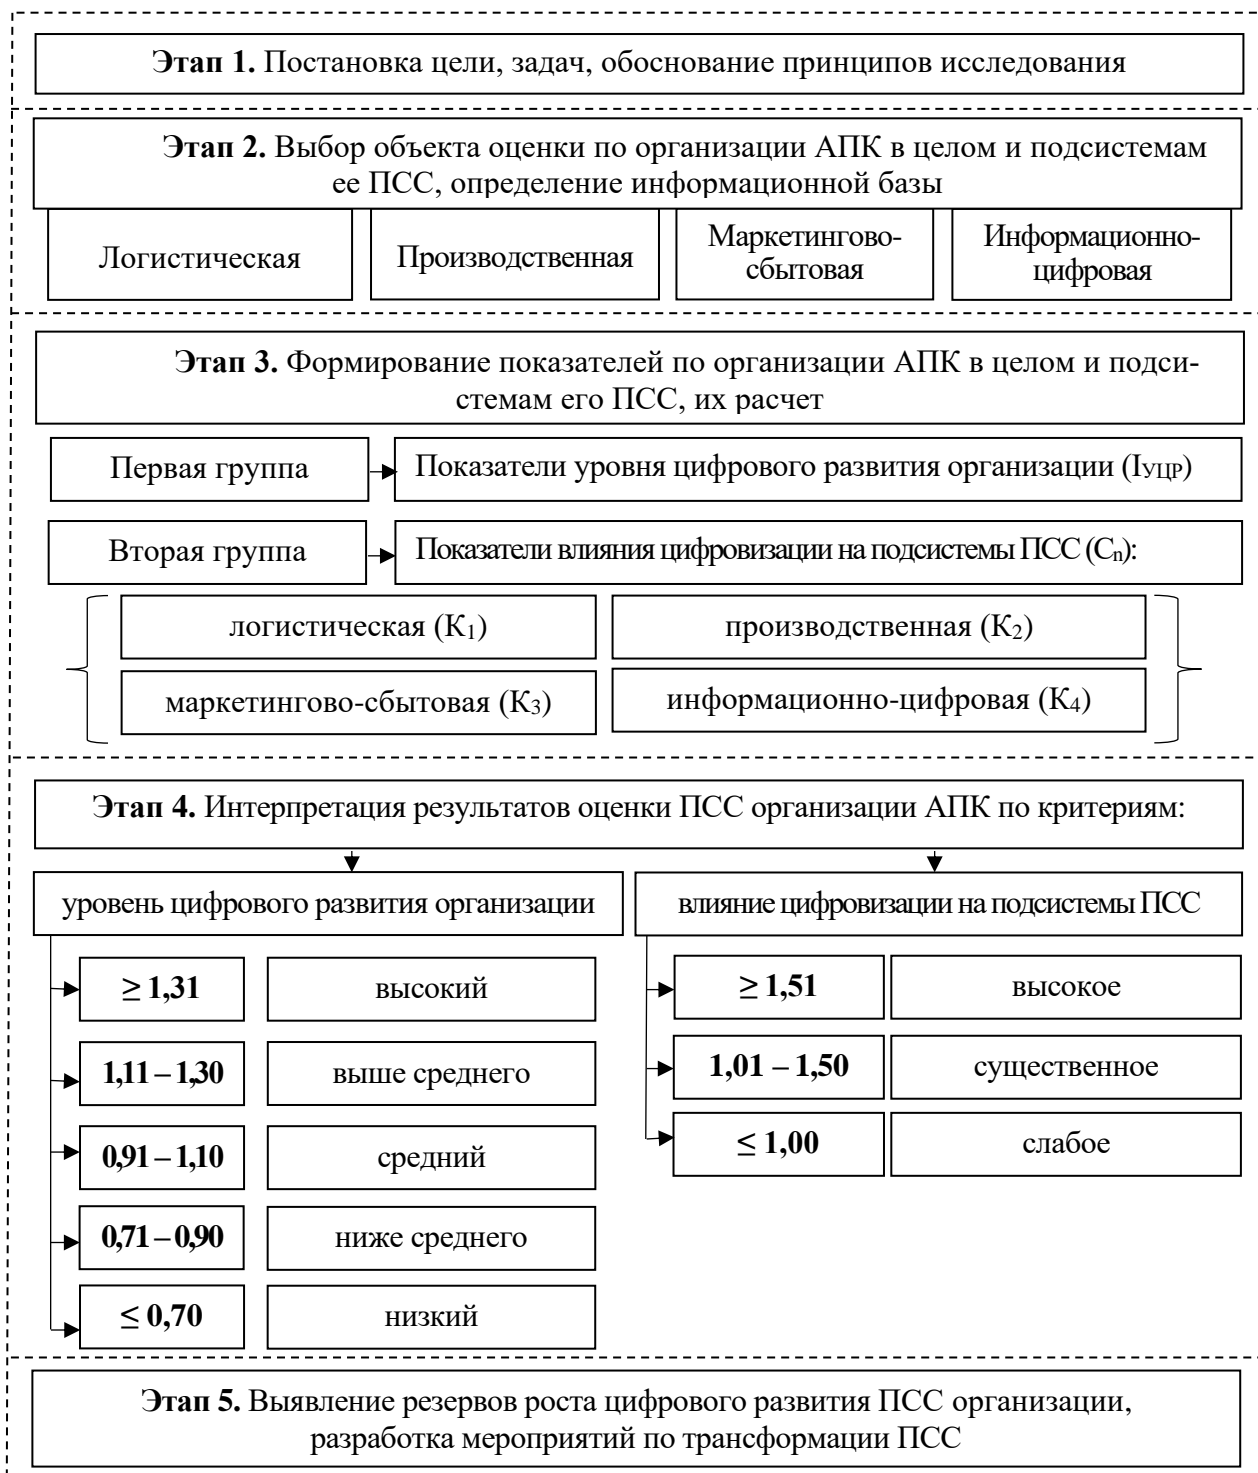 Этап 1. Постановка цели, задач, обоснование принципов исследования
Этап 2. Выбор объекта оценки по организации АПК в целом и подсистемам
ее ПСС, определение информационной базы
Логистическая
Производственная
Маркетингово-
сбытовая
Информационно-
цифровая
Этап 3. Формирование показателей по организации АПК в целом и подси-
стемам его ПСС, их расчет
Первая группа
Показатели уровня цифрового развития организации (IУЦР)
Вторая группа
Показатели влияния цифровизации на подсистемы ПСС (Cn):
логистическая (К1)
производственная (К2)
маркетингово-сбытовая (К3)
информационно-цифровая (К4)
Этап 4. Интерпретация результатов оценки ПСС организации АПК по критериям:
уровень цифрового развития организации
влияние цифровизации на подсистемы ПСС
≥ 1,31
высокий
≥ 1,51
высокое
1,11 – 1,30
выше среднего
1,01 – 1,50
существенное
0,91 – 1,10
средний
≤ 1,00
слабое
0,71 – 0,90
ниже среднего
≤ 0,70
низкий
Этап 5. Выявление резервов роста цифрового развития ПСС организации,
разработка мероприятий по трансформации ПСС